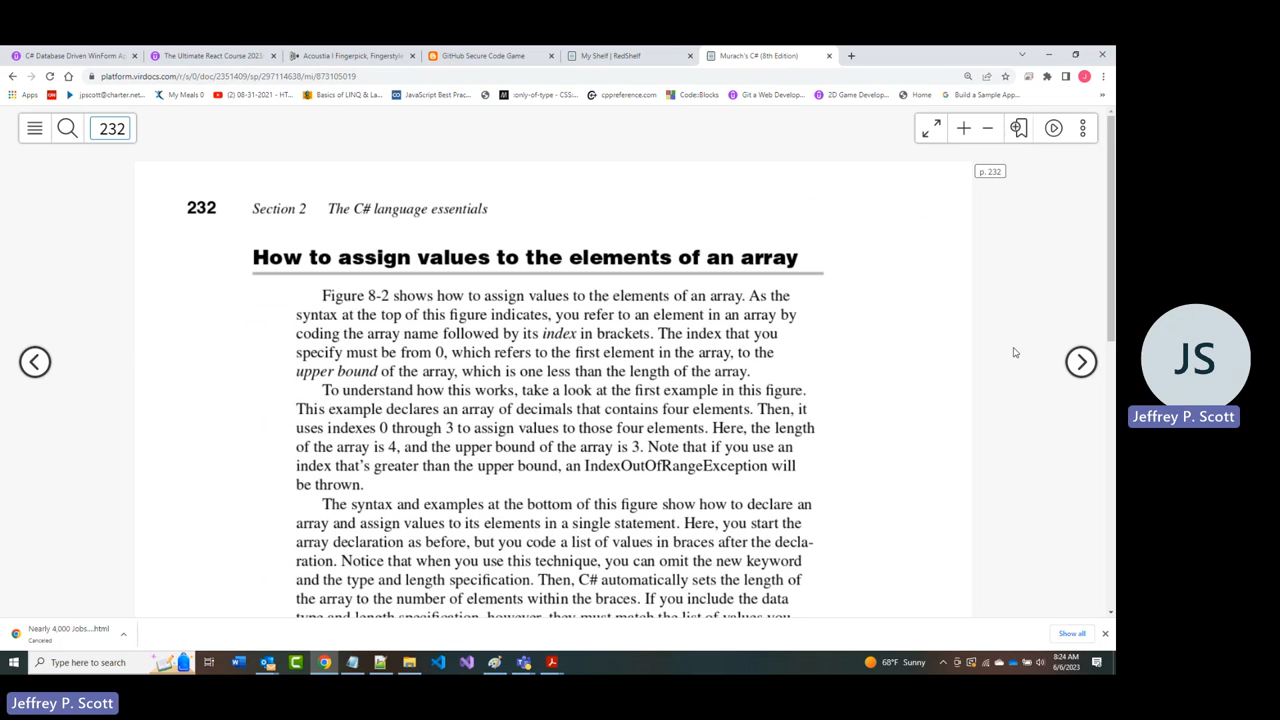 C# Database Driven WinForm Ap
The Ultimate React Course 2023
Acoustia I Fingerpick, Fingerstyle
GitHub Secure Code Game
My Shelf | RedShelf
Murach's C# (8th Edition)
platform.virdocs.com/r/s/0/doc/2351409/sp/297114638/mi/873105019
Apps
jpscott@charter.net...
My Meals 0
(2) 08-31-2021 - HT...
Basics of LINQ & La...
JavaScript Best Prac...
:only-of-type - CSS:...
cppreference.com
Code::Blocks
Git a Web Develop...
2D Game Develop...
Home
Build a Sample App...
232
p. 232
232 Section 2 The C# language essentials
How to assign values to the elements of an array
Figure 8-2 shows how to assign values to the elements of an array. As the
syntax at the top of this figure indicates, you refer to an element in an array by
coding the array name followed by its index in brackets. The index that you
specify must be from 0, which refers to the first element in the array, to the
upper bound of the array, which is one less than the length of the array.
To understand how this works, take a look at the first example in this figure.
This example declares an array of decimals that contains four elements. Then, it
uses indexes 0 through 3 to assign values to those four elements. Here, the length
of the array is 4, and the upper bound of the array is 3. Note that if you use an
index that's greater than the upper bound, an IndexOutOfRangeException will
be thrown.
The syntax and examples at the bottom of this figure show how to declare an
array and assign values to its elements in a single statement. Here, you start the
array declaration as before, but you code a list of values in braces after the decla-
ration. Notice that when you use this technique, you can omit the new keyword
and the type and length specification. Then, C# automatically sets the length of
the array to the number of elements within the braces. If you include the data
type and length specification, however, they must match the list of values you
JS
Jeffrey P. Scott
Nearly 4,000 Jobs....html
Canceled
Show all
Type here to search
68°F Sunny
8:24 AM
6/6/2023
Jeffrey P. Scott